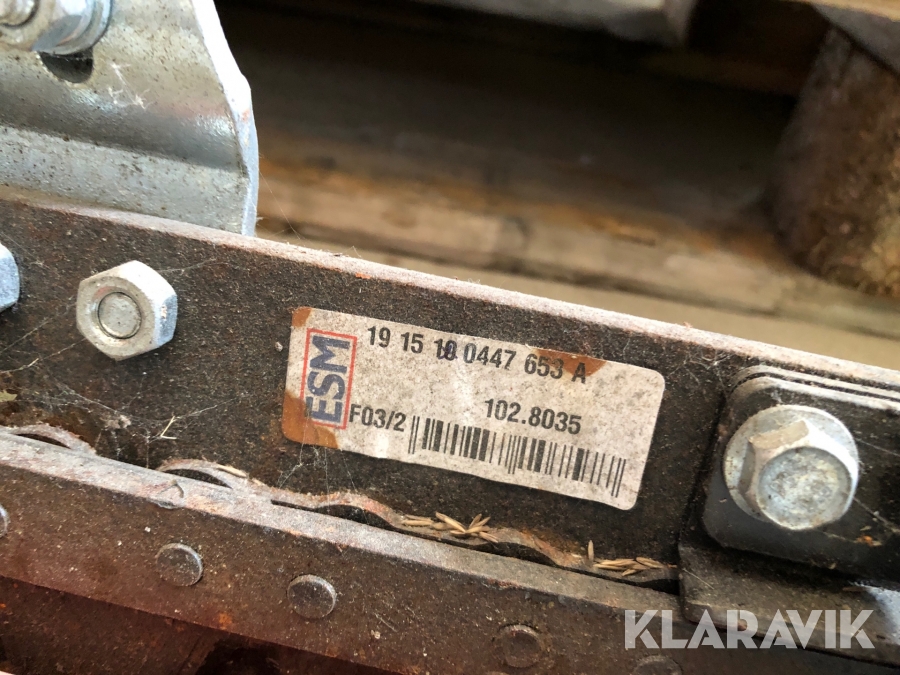 ESM
19 15 10 0447 653 A
102.8035
F03/2
KLARAVIK